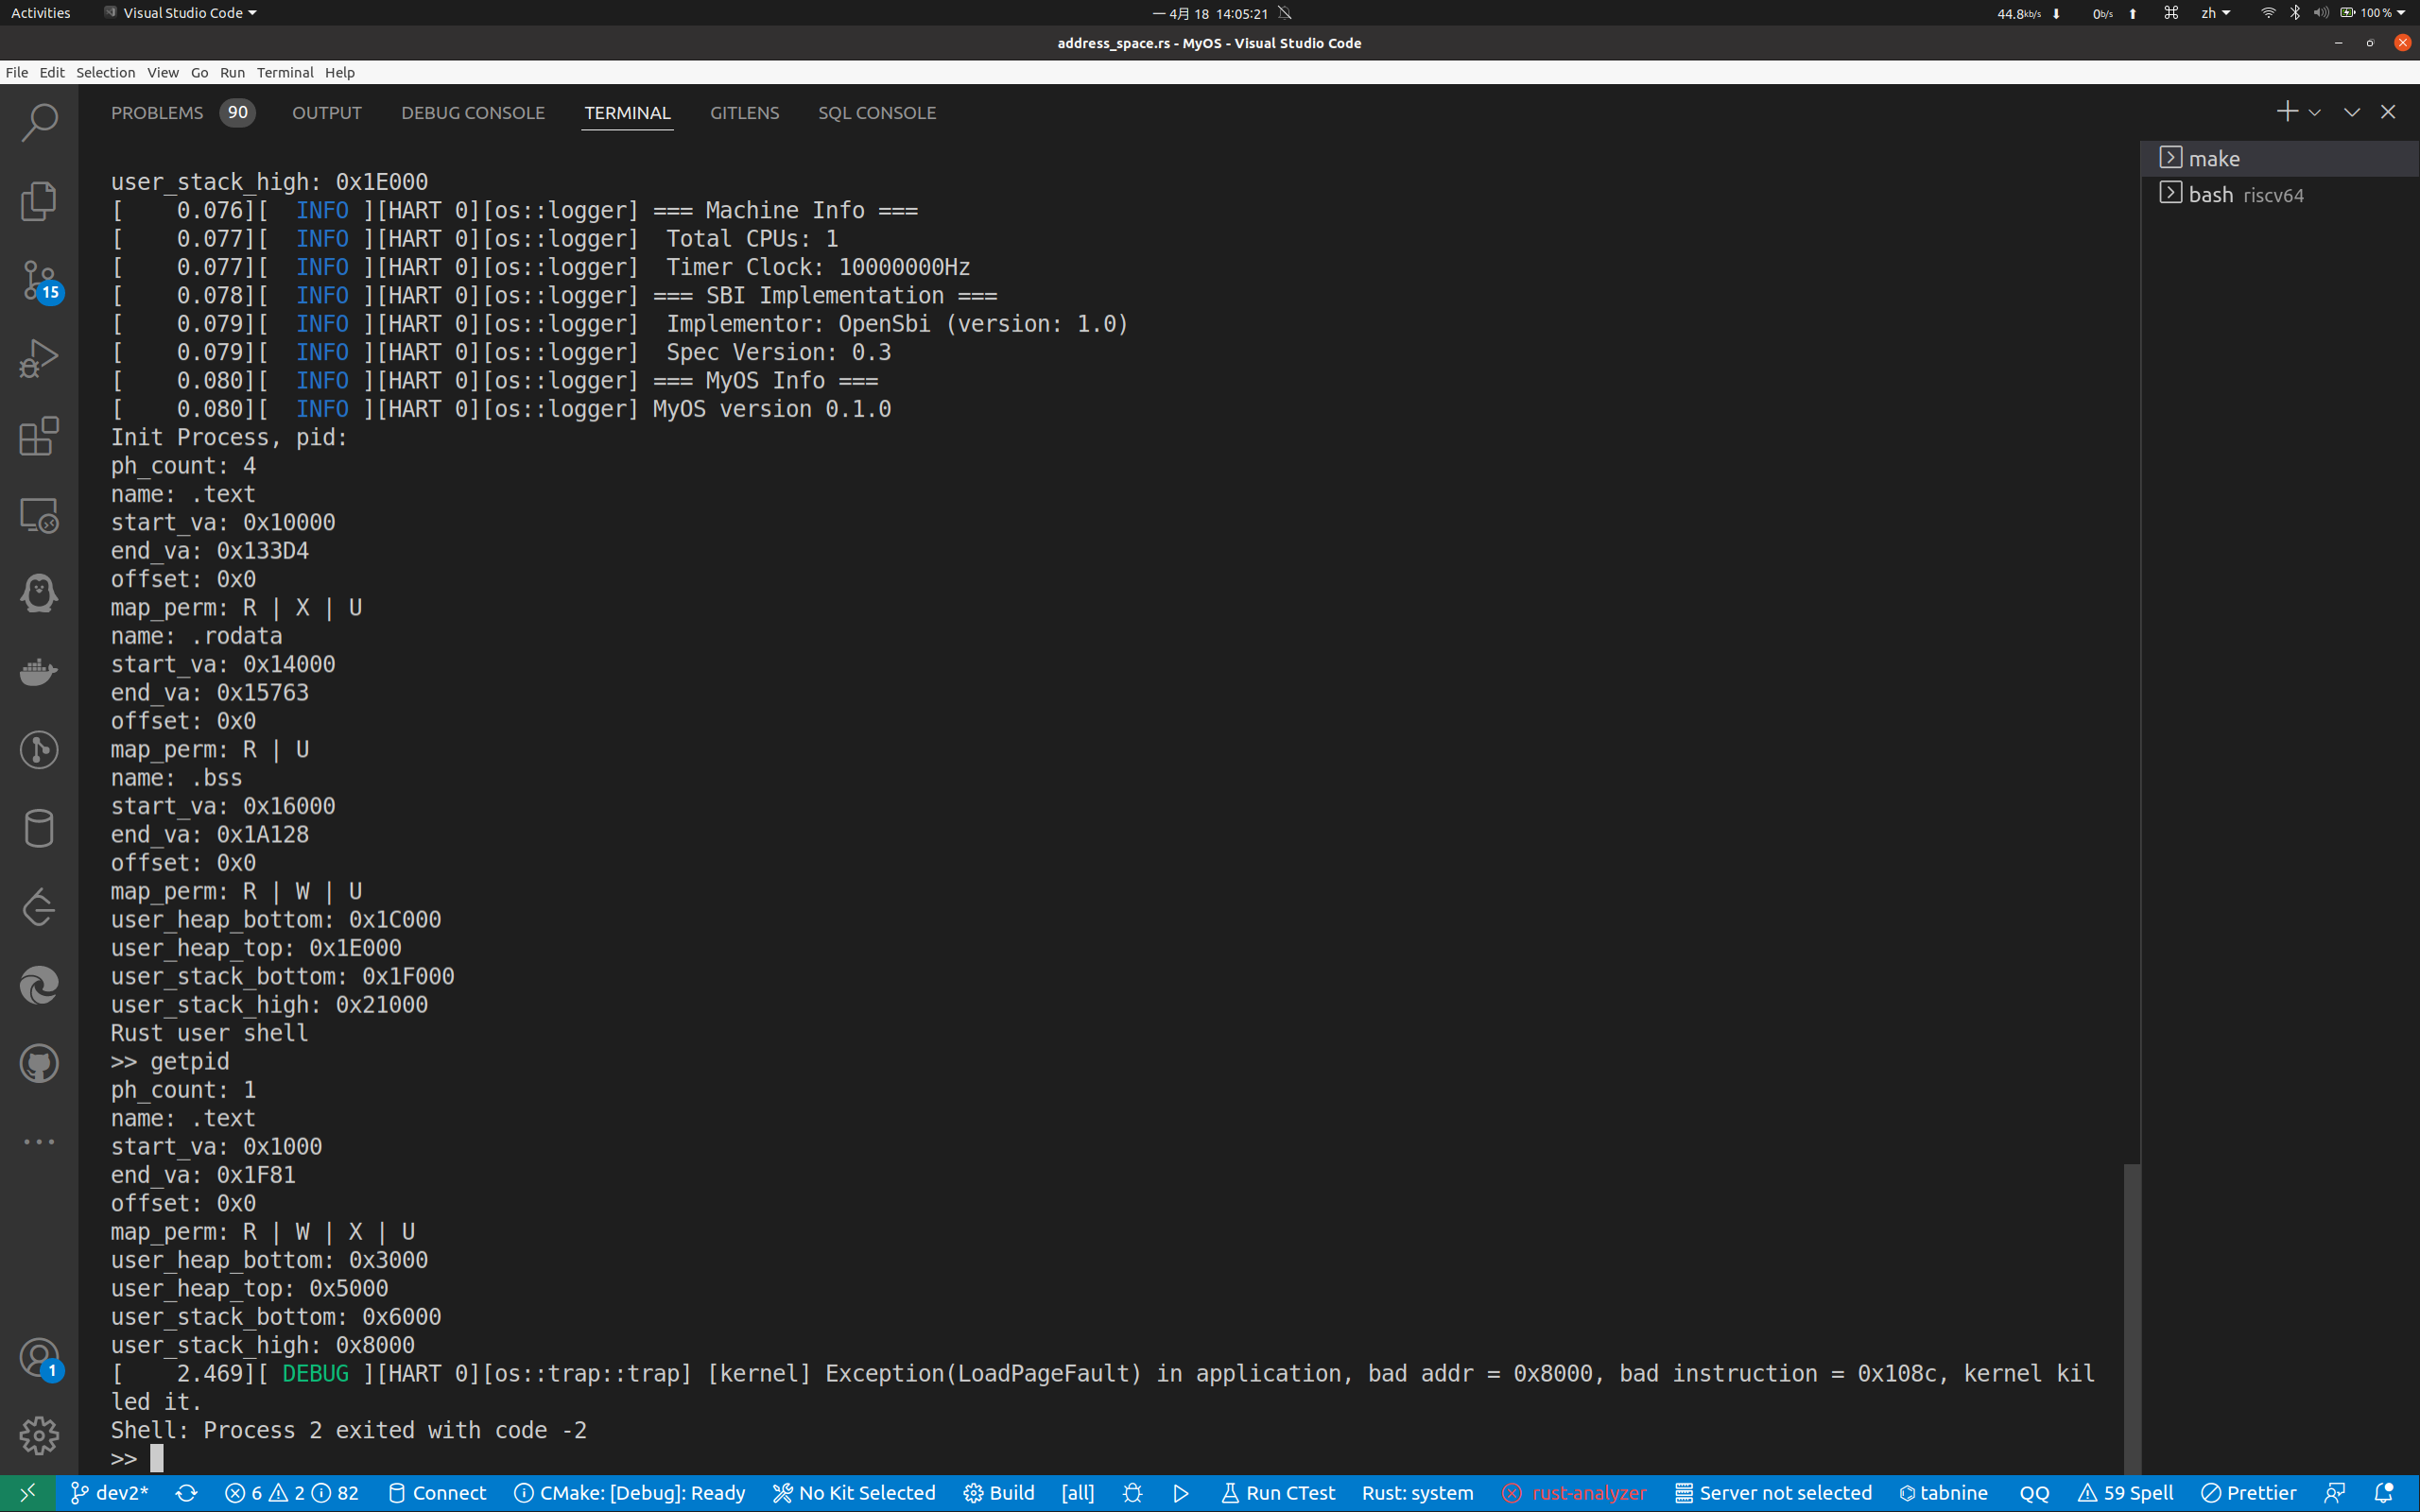 Activities Visual Studio Code 一 4月 18 14:05:21 44.8kb/s 0b/s zh 100 %
address_space.rs - MyOS - Visual Studio Code
File Edit Selection View Go Run Terminal Help
PROBLEMS 90 OUTPUT DEBUG CONSOLE TERMINAL GITLENS SQL CONSOLE
make
bash riscv64
15
1
user_stack_high: 0x1E000
[    0.076][  INFO ][HART 0][os::logger] === Machine Info ===
[    0.077][  INFO ][HART 0][os::logger]  Total CPUs: 1
[    0.077][  INFO ][HART 0][os::logger]  Timer Clock: 10000000Hz
[    0.078][  INFO ][HART 0][os::logger] === SBI Implementation ===
[    0.079][  INFO ][HART 0][os::logger]  Implementor: OpenSbi (version: 1.0)
[    0.079][  INFO ][HART 0][os::logger]  Spec Version: 0.3
[    0.080][  INFO ][HART 0][os::logger] === MyOS Info ===
[    0.080][  INFO ][HART 0][os::logger] MyOS version 0.1.0
Init Process, pid:
ph_count: 4
name: .text
start_va: 0x10000
end_va: 0x133D4
offset: 0x0
map_perm: R | X | U
name: .rodata
start_va: 0x14000
end_va: 0x15763
offset: 0x0
map_perm: R | U
name: .bss
start_va: 0x16000
end_va: 0x1A128
offset: 0x0
map_perm: R | W | U
user_heap_bottom: 0x1C000
user_heap_top: 0x1E000
user_stack_bottom: 0x1F000
user_stack_high: 0x21000
Rust user shell
>> getpid
ph_count: 1
name: .text
start_va: 0x1000
end_va: 0x1F81
offset: 0x0
map_perm: R | W | X | U
user_heap_bottom: 0x3000
user_heap_top: 0x5000
user_stack_bottom: 0x6000
user_stack_high: 0x8000
[    2.469][ DEBUG ][HART 0][os::trap::trap] [kernel] Exception(LoadPageFault) in application, bad addr = 0x8000, bad instruction = 0x108c, kernel kil
led it.
Shell: Process 2 exited with code -2
>>
dev2* 6 2 82 Connect CMake: [Debug]: Ready No Kit Selected Build [all] Run CTest Rust: system rust-analyzer Server not selected tabnine QQ 59 Spell Prettier